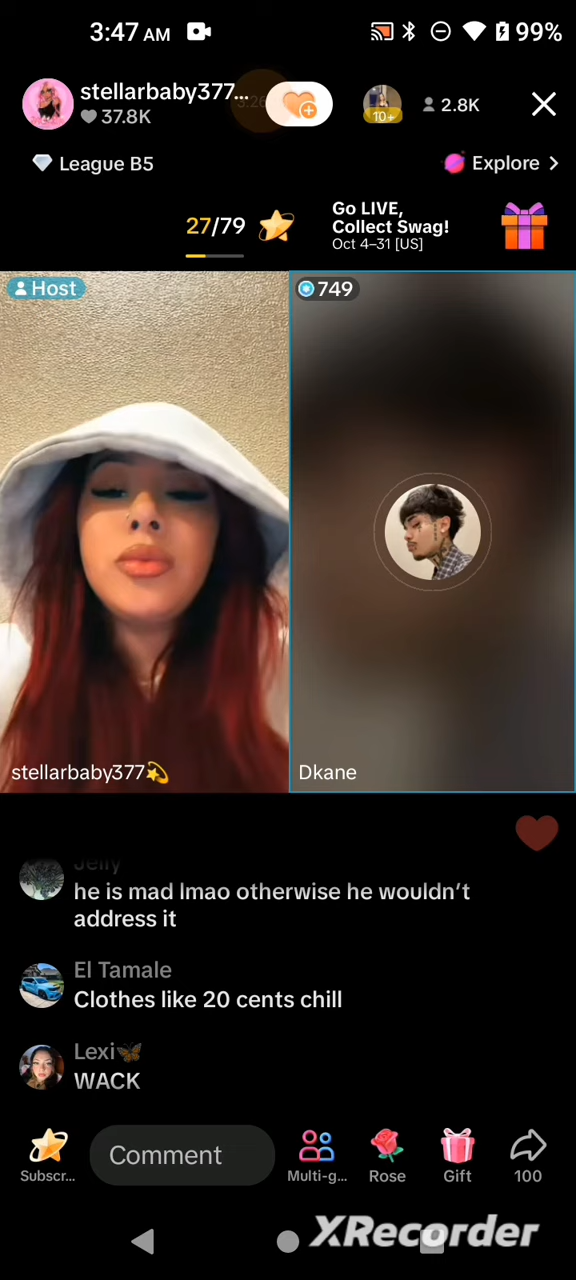 3:47 AM
99%
stellarbaby377...
37.8K
10+
2.8K
League B5
Explore >
27/79
Go LIVE,
Collect Swag!
Oct 4–31 [US]
Host
749
stellarbaby377💫
Dkane
Jelly
he is mad lmao otherwise he wouldn't
address it
El Tamale
Clothes like 20 cents chill
Lexi🦋
WACK
Comment
Subscr...
Multi-g...
Rose
Gift
100
XRecorder